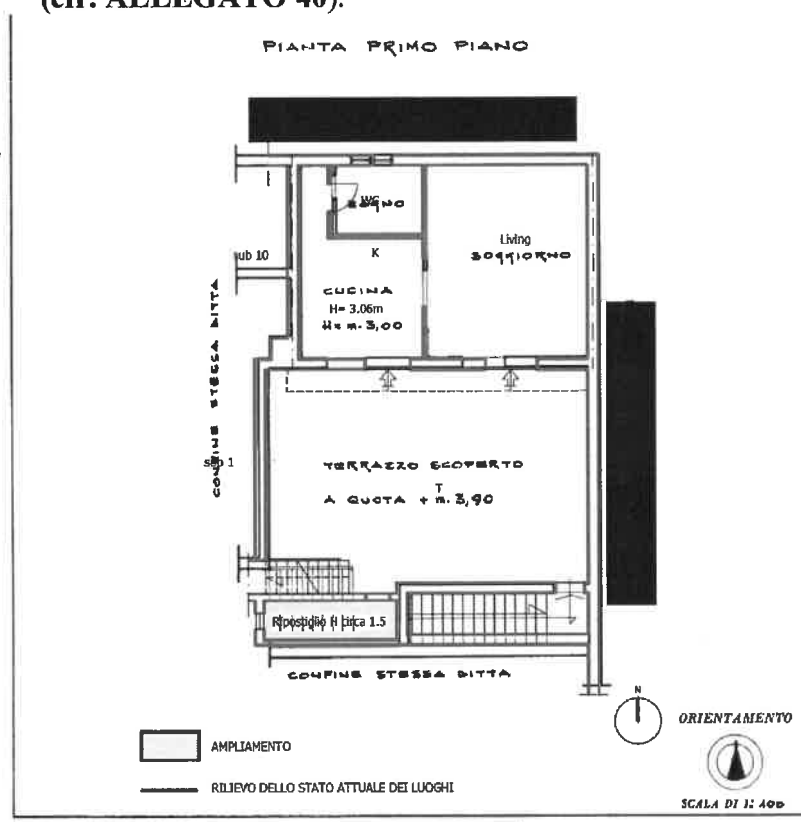 (cfr. ALLEGATO 40).
PIANTA PRIMO PIANO
WC
BAGNO
Living
SOGGIORNO
sub 10
K
CUCINA
H= 3.06m
H= m. 3,00
CONFINE STESSA DITTA
sub 1
TERRAZZO SCOPERTO
T
A QUOTA + m. 3,90
Ripostiglio H circa 1.5
CONFINE STESSA DITTA
N
ORIENTAMENTO
AMPLIAMENTO
RILIEVO DELLO STATO ATTUALE DEI LUOGHI
SCALA DI 1: 400